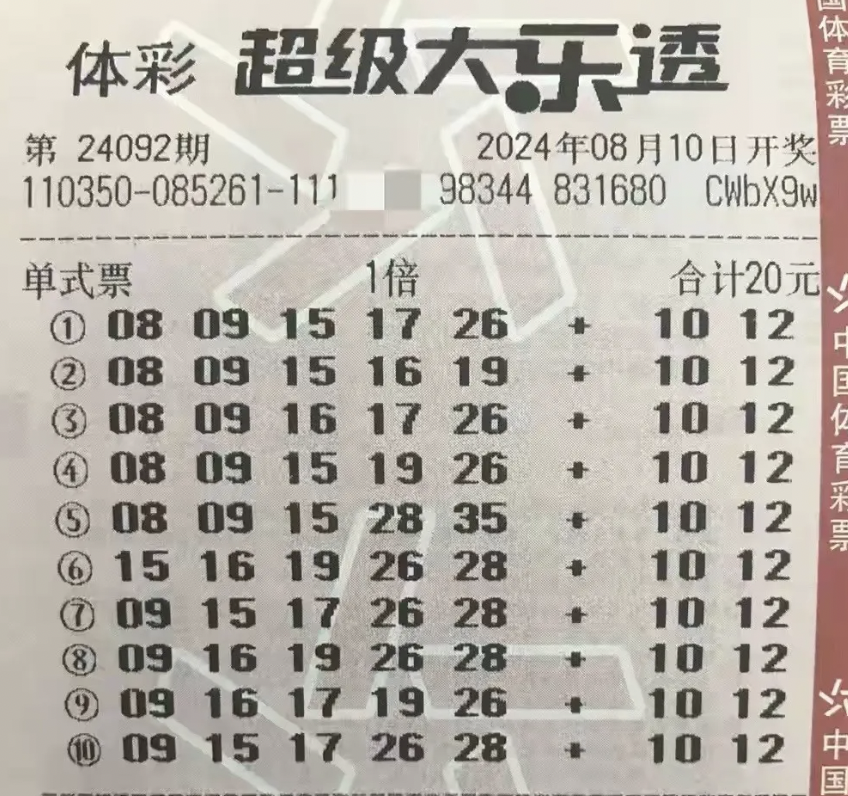 体彩 超级大乐透
第 24092期 2024年08月10日开奖
110350-085261-111 98344 831680 CWbX9w
单式票 1倍 合计20元
① 08 09 15 17 26 + 10 12
② 08 09 15 16 19 + 10 12
③ 08 09 16 17 26 + 10 12
④ 08 09 15 19 26 + 10 12
⑤ 08 09 15 28 35 + 10 12
⑥ 15 16 19 26 28 + 10 12
⑦ 09 15 17 26 28 + 10 12
⑧ 09 16 19 26 28 + 10 12
⑨ 09 16 17 19 26 + 10 12
⑩ 09 15 17 26 28 + 10 12
国体育彩票
中国体育彩票
中国